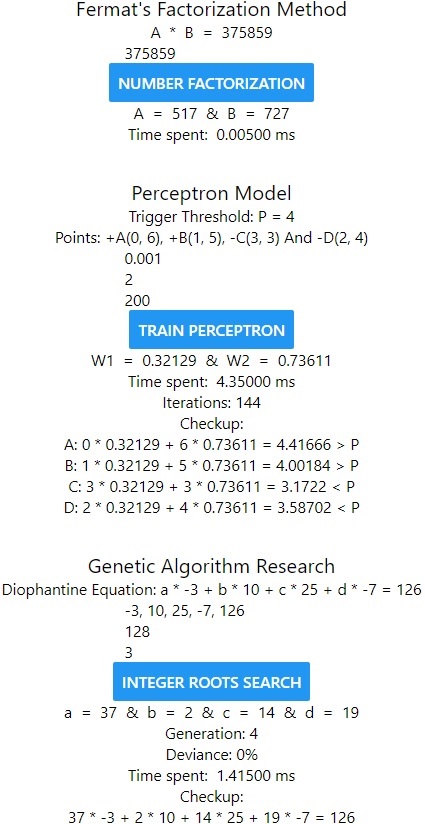 Fermat's Factorization Method
A * B = 375859
375859
NUMBER FACTORIZATION
A = 517 & B = 727
Time spent: 0.00500 ms
Perceptron Model
Trigger Threshold: P = 4
Points: +A(0, 6), +B(1, 5), -C(3, 3) And -D(2, 4)
0.001
2
200
TRAIN PERCEPTRON
W1 = 0.32129 & W2 = 0.73611
Time spent: 4.35000 ms
Iterations: 144
Checkup:
A: 0 * 0.32129 + 6 * 0.73611 = 4.41666 > P
B: 1 * 0.32129 + 5 * 0.73611 = 4.00184 > P
C: 3 * 0.32129 + 3 * 0.73611 = 3.1722 < P
D: 2 * 0.32129 + 4 * 0.73611 = 3.58702 < P
Genetic Algorithm Research
Diophantine Equation: a * -3 + b * 10 + c * 25 + d * -7 = 126
-3, 10, 25, -7, 126
128
3
INTEGER ROOTS SEARCH
a = 37 & b = 2 & c = 14 & d = 19
Generation: 4
Deviance: 0%
Time spent: 1.41500 ms
Checkup:
37 * -3 + 2 * 10 + 14 * 25 + 19 * -7 = 126